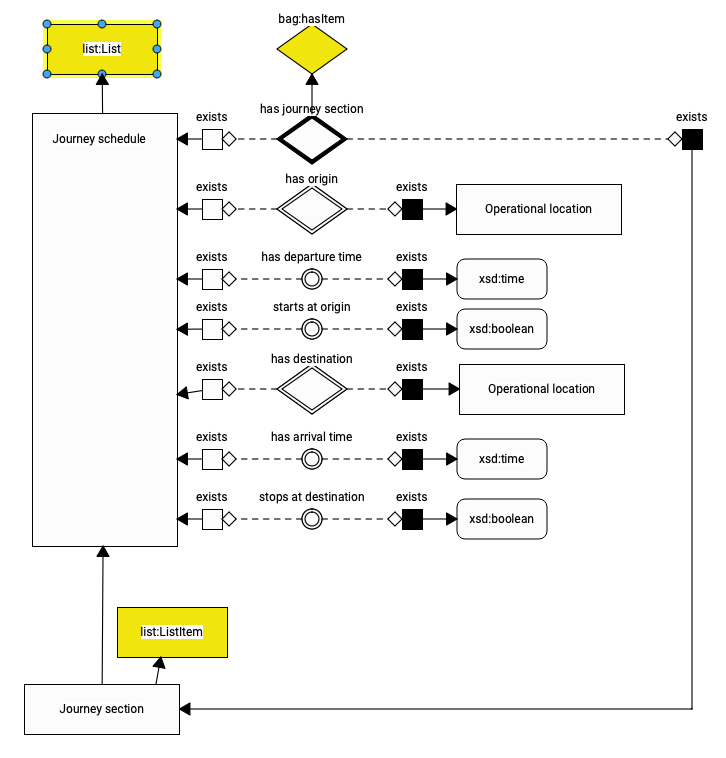 bag:hasItem
list:List
has journey section
exists
exists
Journey schedule
has origin
exists
exists
Operational location
has departure time
exists
exists
xsd:time
starts at origin
exists
exists
xsd:boolean
has destination
exists
exists
Operational location
has arrival time
exists
exists
xsd:time
stops at destination
exists
exists
xsd:boolean
list:ListItem
Journey section